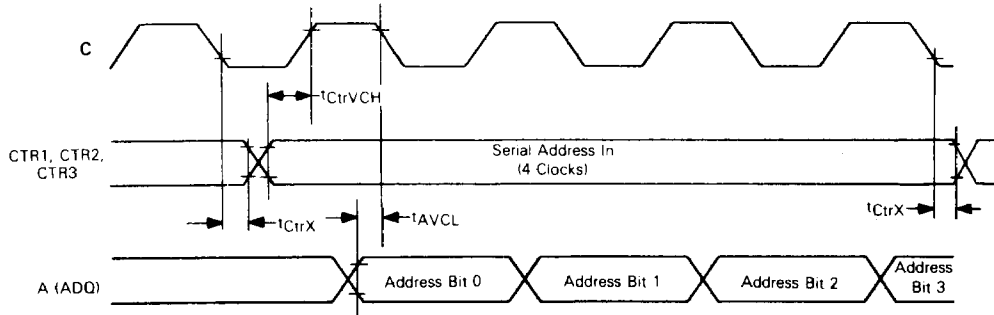 C
tCtrVCH
CTR1, CTR2,
CTR3
Serial Address In
(4 Clocks)
tCtrX
tAVCL
tCtrX
A (ADQ)
Address Bit 0
Address Bit 1
Address Bit 2
Address
Bit 3